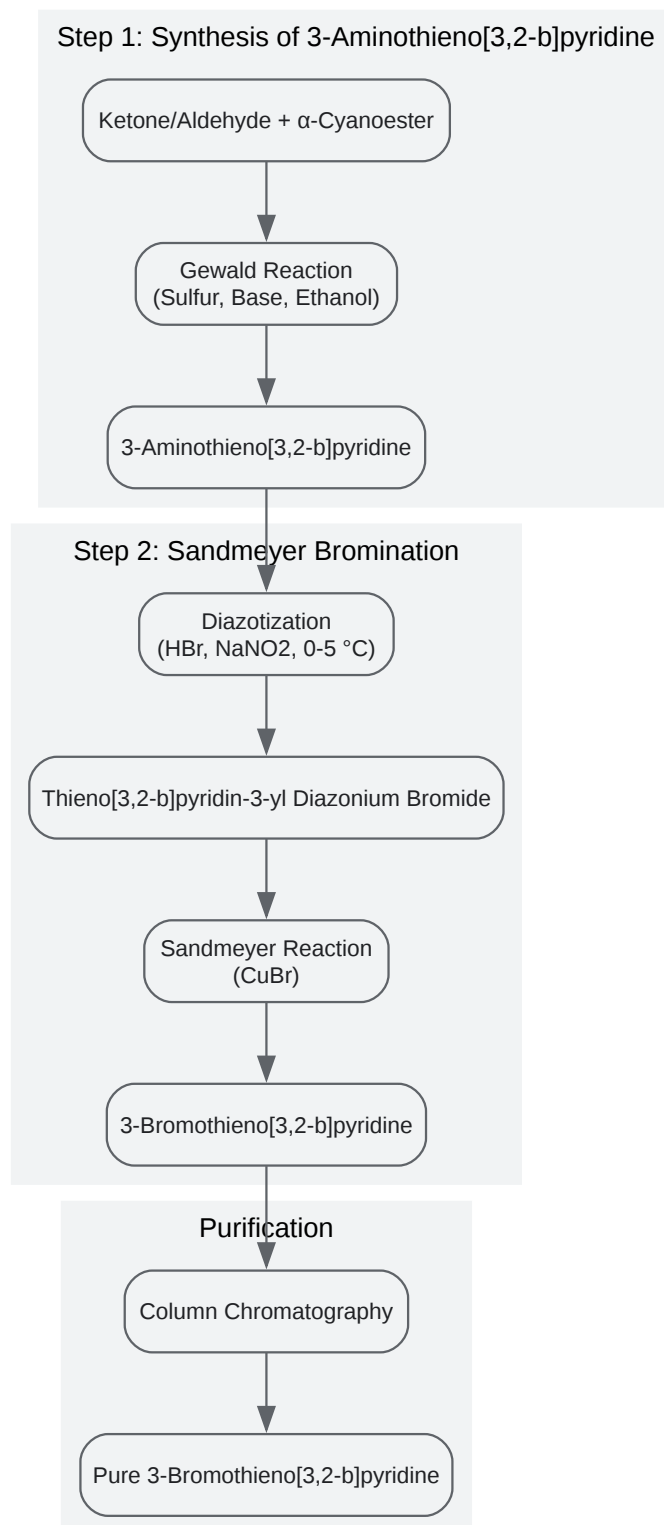 Step 1: Synthesis of 3-Aminothieno[3,2-b]pyridine
Ketone/Aldehyde + α-Cyanoester
Gewald Reaction
(Sulfur, Base, Ethanol)
3-Aminothieno[3,2-b]pyridine
Step 2: Sandmeyer Bromination
Diazotization
(HBr, NaNO2, 0-5 °C)
Thieno[3,2-b]pyridin-3-yl Diazonium Bromide
Sandmeyer Reaction
(CuBr)
3-Bromothieno[3,2-b]pyridine
Purification
Column Chromatography
Pure 3-Bromothieno[3,2-b]pyridine